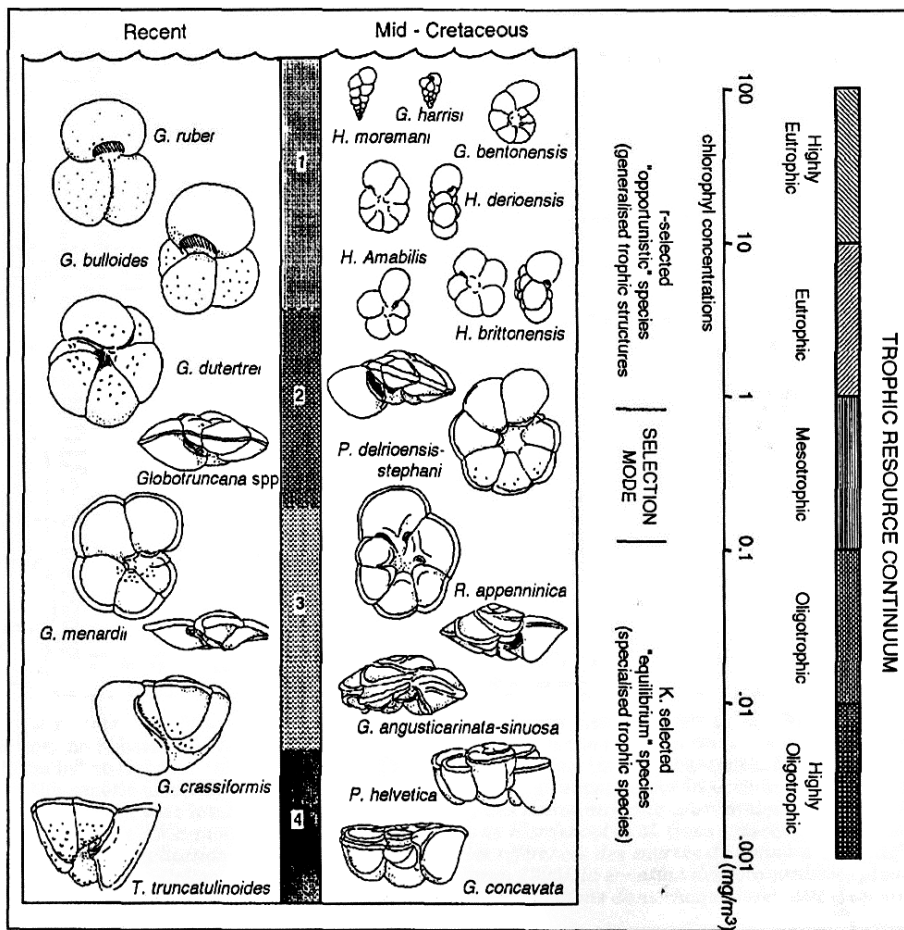 Recent
Mid - Cretaceous
G. ruber
G. bulloides
G. dutertrei
Globotruncana spp
G. menardii
G. crassiformis
T. truncatulinoides
1
2
3
4
H. moremani
G. harrisi
G. bentonensis
H. derioensis
H. Amabilis
H. brittonensis
P. delrioensis-
stephani
R. appenninica
G. angusticarinata-sinuosa
P. helvetica
G. concavata
r-selected
"opportunistic" species
(generalised trophic structures)
SELECTION
MODE
K. selected
"equilibrium" species
(specialised trophic species)
chlorophyl concentrations
100
10
1
0.1
.01
.001
(mg/m3)
Highly
Eutrophic
Eutrophic
Mesotrophic
Oligotrophic
Highly
Oligotrophic
TROPHIC RESOURCE CONTINUUM